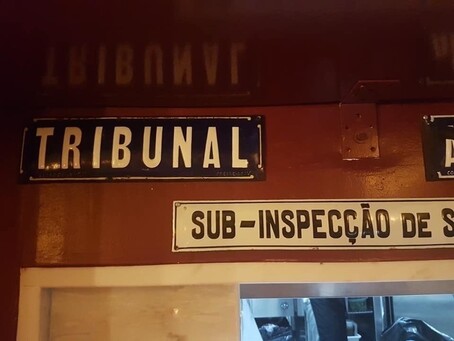 TRIBUNAL
SUB-INSPECÇÃO DE S
A